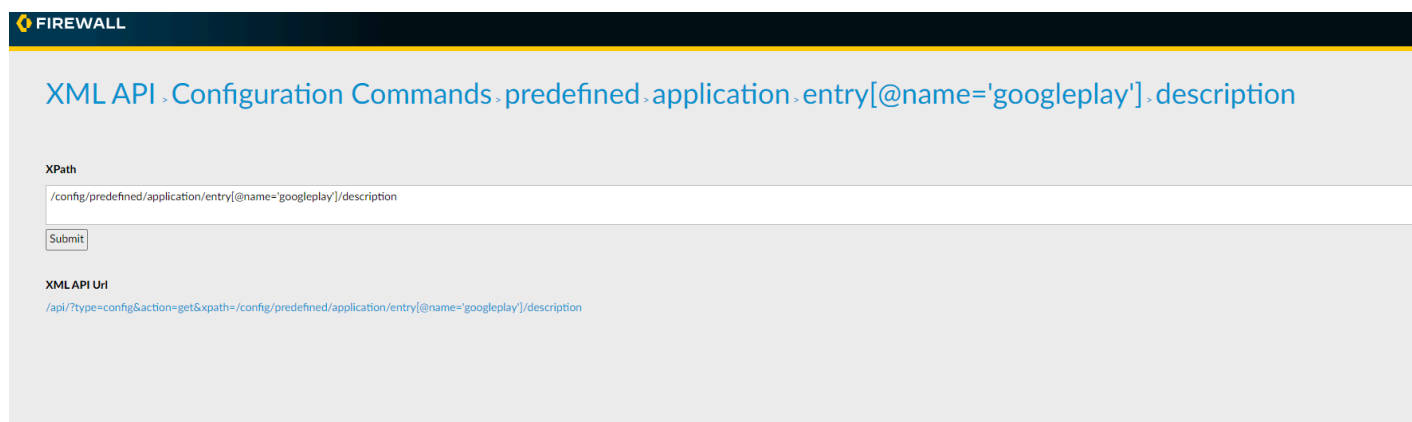 FIREWALL
XML API > Configuration Commands > predefined > application > entry[@name='googleplay'] > description
XPath
/config/predefined/application/entry[@name='googleplay']/description
Submit
XML API Url
/api/?type=config&action=get&xpath=/config/predefined/application/entry[@name='googleplay']/description